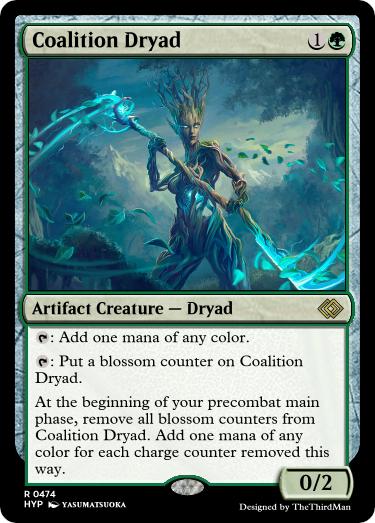 Coalition Dryad 1
Artifact Creature — Dryad
: Add one mana of any color.
: Put a blossom counter on Coalition
Dryad.
At the beginning of your precombat main
phase, remove all blossom counters from
Coalition Dryad. Add one mana of any
color for each charge counter removed this
way.
0/2
R 0474
HYP YASUMATSUOKA
Designed by TheThirdMan